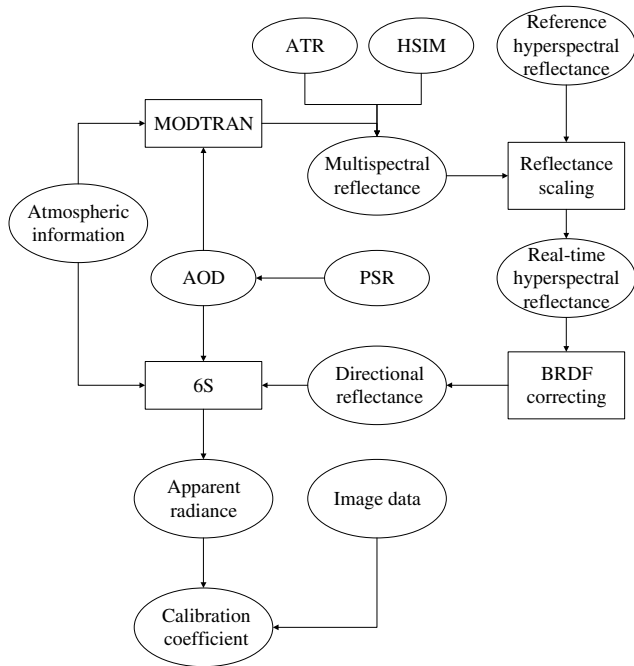 ATR
HSIM
Reference
hyperspectral
reflectance
MODTRAN
Multispectral
reflectance
Reflectance
scaling
Atmospheric
information
AOD
PSR
Real-time
hyperspectral
reflectance
6S
Directional
reflectance
BRDF
correcting
Apparent
radiance
Image data
Calibration
coefficient